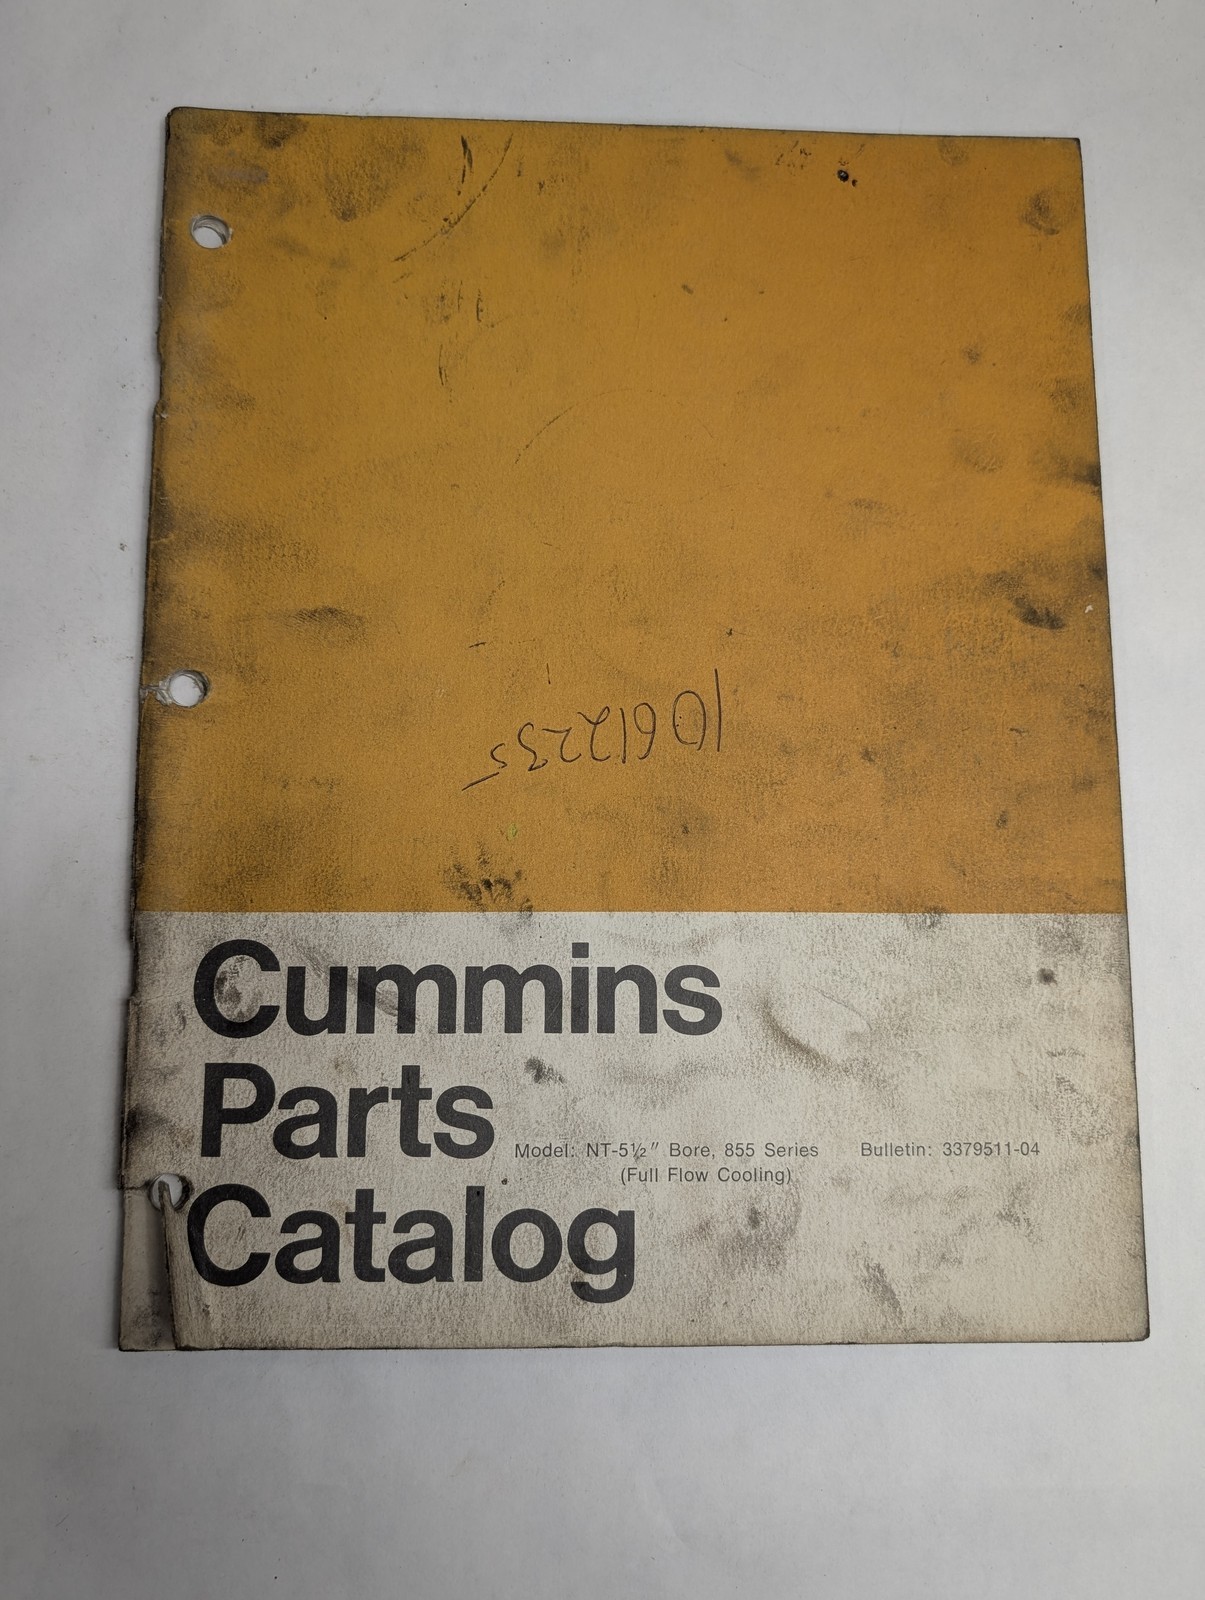 10612235
Cummins
Parts
Model: NT-5½" Bore, 855 Series Bulletin: 3379511-04
(Full Flow Cooling)
Catalog